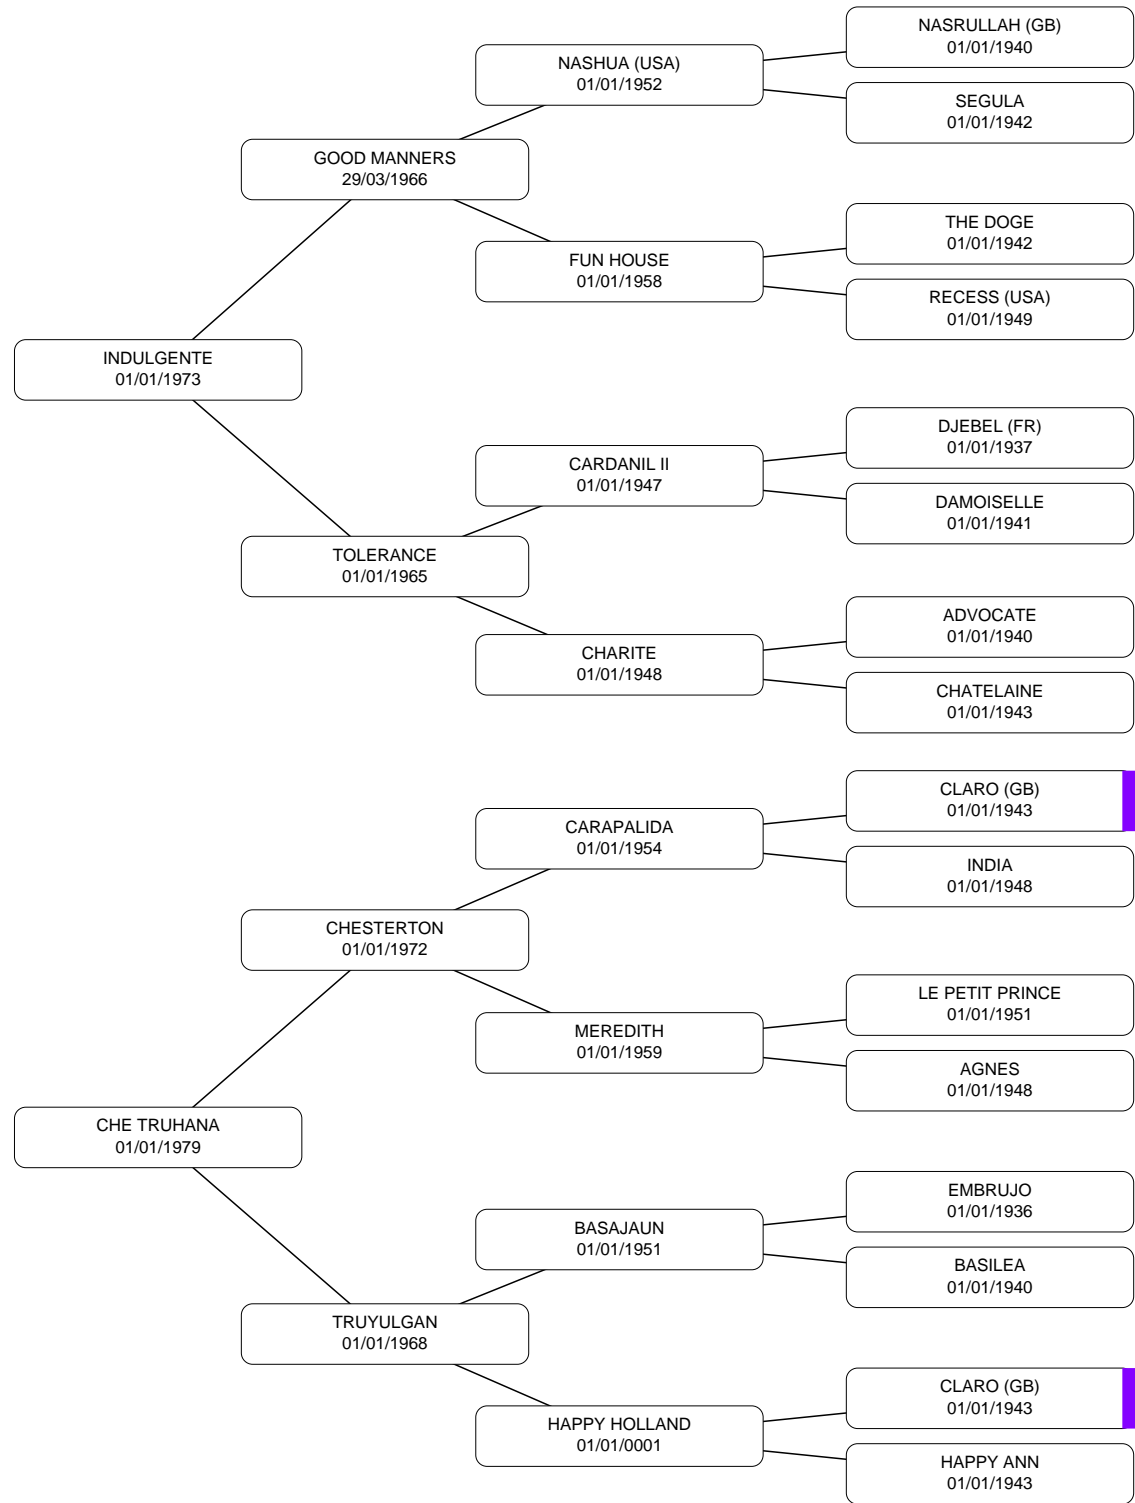 NASRULLAH (GB)
01/01/1940
NASHUA (USA)
01/01/1952
SEGULA
01/01/1942
GOOD MANNERS
29/03/1966
THE DOGE
01/01/1942
FUN HOUSE
01/01/1958
RECESS (USA)
01/01/1949
INDULGENTE
01/01/1973
DJEBEL (FR)
01/01/1937
CARDANIL II
01/01/1947
DAMOISELLE
01/01/1941
TOLERANCE
01/01/1965
ADVOCATE
01/01/1940
CHARITE
01/01/1948
CHATELAINE
01/01/1943
CLARO (GB)
01/01/1943
CARAPALIDA
01/01/1954
INDIA
01/01/1948
CHESTERTON
01/01/1972
LE PETIT PRINCE
01/01/1951
MEREDITH
01/01/1959
AGNES
01/01/1948
CHE TRUHANA
01/01/1979
EMBRUJO
01/01/1936
BASAJAUN
01/01/1951
BASILEA
01/01/1940
TRUYULGAN
01/01/1968
CLARO (GB)
01/01/1943
HAPPY HOLLAND
01/01/0001
HAPPY ANN
01/01/1943